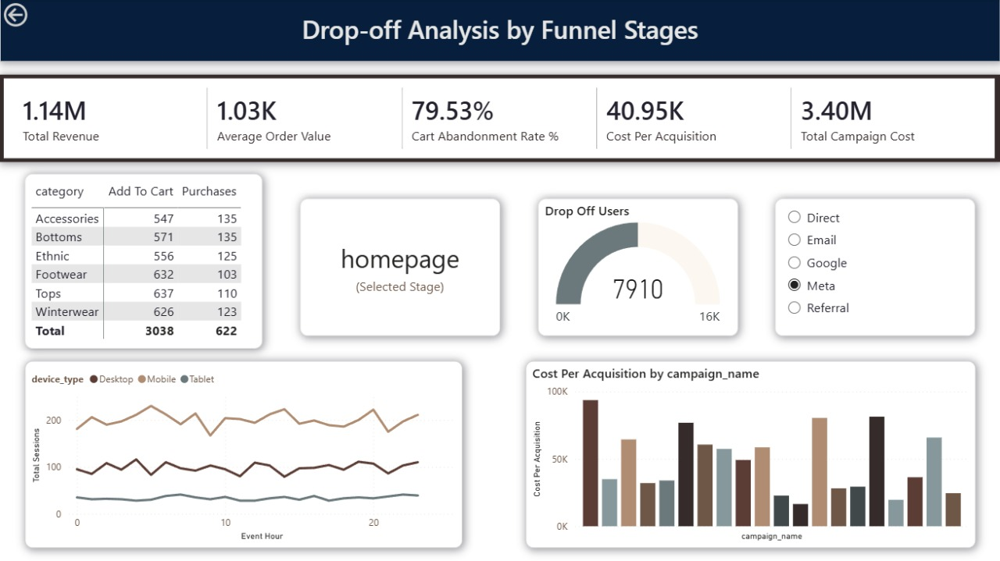 Drop-off Analysis by Funnel Stages
1.14M
Total Revenue
1.03K
Average Order Value
79.53%
Cart Abandonment Rate %
40.95K
Cost Per Acquisition
3.40M
Total Campaign Cost
category Add To Cart Purchases
Accessories 547 135
Bottoms 571 135
Ethnic 556 125
Footwear 632 103
Tops 637 110
Winterwear 626 123
Total 3038 622
homepage
(Selected Stage)
Drop Off Users
7910
0K 16K
Direct
Email
Google
Meta
Referral
device_type Desktop Mobile Tablet
Total Sessions
200
100
0
0 10 20
Event Hour
Cost Per Acquisition by campaign_name
Cost Per Acquisition
100K
50K
0K
campaign_name